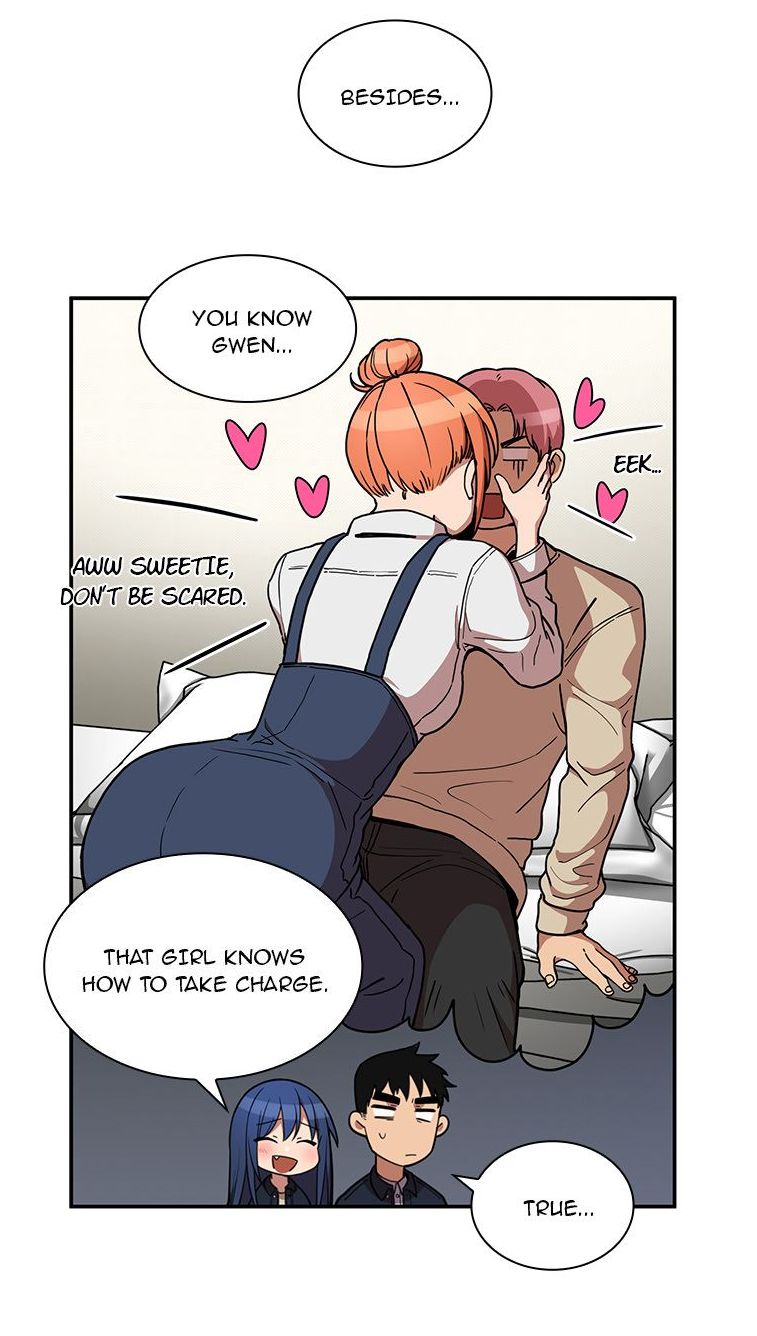 BESIDES...
YOU KNOW
GWEN...
EEK...
AWW SWEETIE,
DON'T BE SCARED.
THAT GIRL KNOWS
HOW TO TAKE CHARGE.
TRUE...